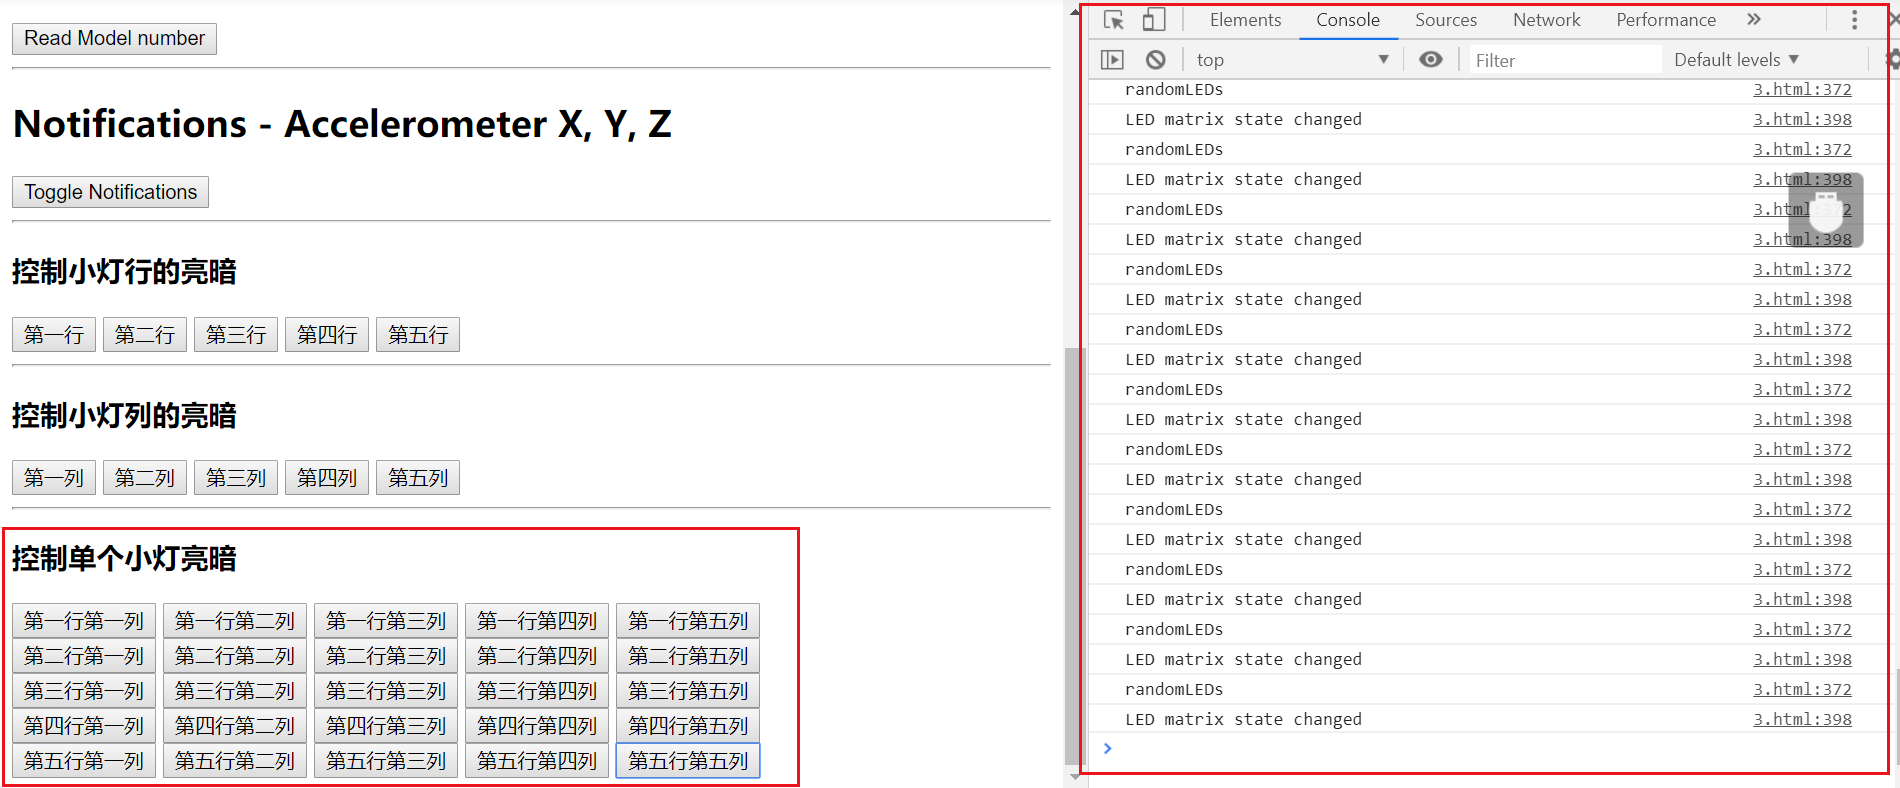 Read Model number
Notifications - Accelerometer X, Y, Z
Toggle Notifications
控制小灯行的亮暗
第一行 第二行 第三行 第四行 第五行
控制小灯列的亮暗
第一列 第二列 第三列 第四列 第五列
控制单个小灯亮暗
第一行第一列 第一行第二列 第一行第三列 第一行第四列 第一行第五列
第二行第一列 第二行第二列 第二行第三列 第二行第四列 第二行第五列
第三行第一列 第三行第二列 第三行第三列 第三行第四列 第三行第五列
第四行第一列 第四行第二列 第四行第三列 第四行第四列 第四行第五列
第五行第一列 第五行第二列 第五行第三列 第五行第四列 第五行第五列
Elements Console Sources Network Performance »
top Filter Default levels
randomLEDs 3.html:372
LED matrix state changed 3.html:398
randomLEDs 3.html:372
LED matrix state changed 3.html:398
randomLEDs 3.html:372
LED matrix state changed 3.html:398
randomLEDs 3.html:372
LED matrix state changed 3.html:398
randomLEDs 3.html:372
LED matrix state changed 3.html:398
randomLEDs 3.html:372
LED matrix state changed 3.html:398
randomLEDs 3.html:372
LED matrix state changed 3.html:398
randomLEDs 3.html:372
LED matrix state changed 3.html:398
randomLEDs 3.html:372
LED matrix state changed 3.html:398
randomLEDs 3.html:372
LED matrix state changed 3.html:398
randomLEDs 3.html:372
LED matrix state changed 3.html:398